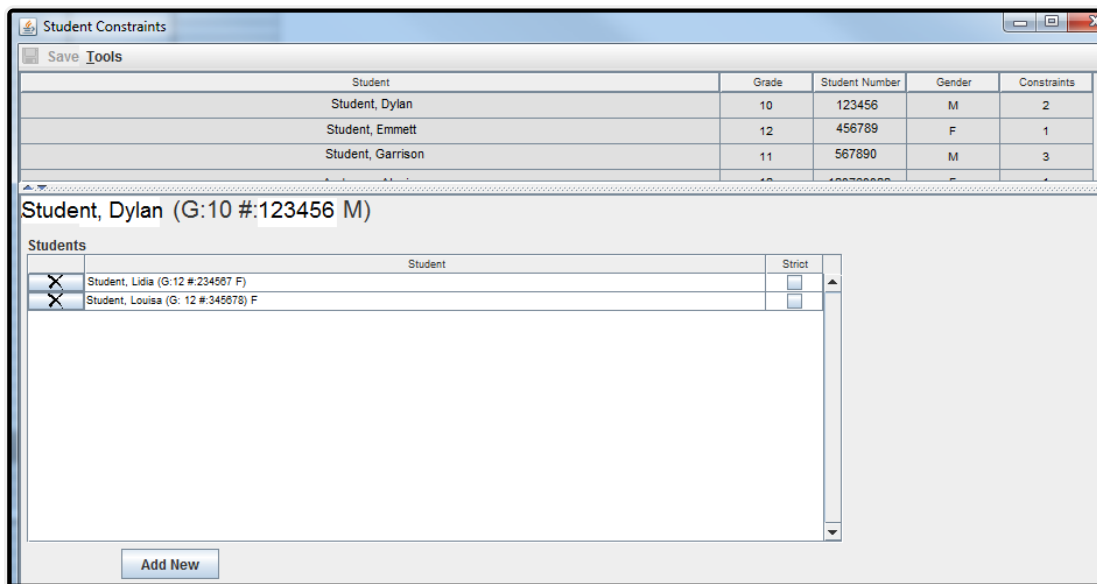 Student Constraints
Save Tools
Student Grade Student Number Gender Constraints
Student, Dylan 10 123456 M 2
Student, Emmett 12 456789 F 1
Student, Garrison 11 567890 M 3
Student, Dylan (G:10 #:123456 M)
Students
Student Strict
X Student, Lidia (G:12 #:234567 F)
X Student, Louisa (G: 12 #:345678) F
Add New